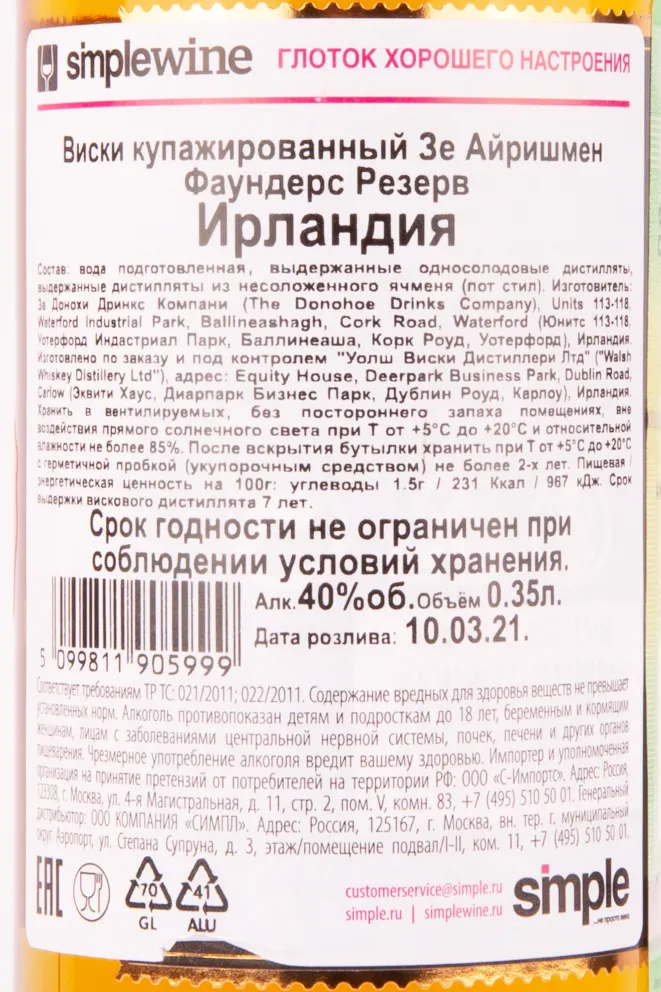 simplewine ГЛОТОК ХОРОШЕГО НАСТРОЕНИЯ
Виски купажированный Зе Айришмен
Фаундерс Резерв
Ирландия
Состав: вода подготовленная, выдержанные односолодовые дистилляты,
выдержанные дистилляты из несоложенного ячменя (пот стил). Изготовитель:
Зе Донохи Дринкс Компани (The Donohoe Drinks Company), Units 113-118,
Waterford Industrial Park, Ballineashagh, Cork Road, Waterford (Юнитс 113-118,
Уотерфорд Индастриал Парк, Баллинеаша, Корк Роуд, Уотерфорд), Ирландия.
Изготовлено по заказу и под контролем "Уолш Виски Дистиллери Лтд" ("Walsh
Whiskey Distillery Ltd"), адрес: Equity House, Deerpark Business Park, Dublin Road,
Carlow (Эквити Хаус, Диарпарк Бизнес Парк, Дублин Роуд, Карлоу), Ирландия.
Хранить в вентилируемых, без постороннего запаха помещениях, вне
воздействия прямого солнечного света при Т от +5°С до +20°С и относительной
влажности не более 85%. После вскрытия бутылки хранить при Т от +5°С до +20°С
с герметичной пробкой (укупорочным средством) не более 2-х лет. Пищевая /
энергетическая ценность на 100г: углеводы 1.5г / 231 Ккал / 967 кДж. Срок
выдержки вискового дистиллята 7 лет.
Срок годности не ограничен при
соблюдении условий хранения.
Алк. 40%об. Объём 0.35л.
Дата розлива: 10.03.21.
5 099811 905999
Соответствует требованиям ТР ТС: 021/2011; 022/2011. Содержание вредных для здоровья веществ не превышает
установленных норм. Алкоголь противопоказан детям и подросткам до 18 лет, беременным и кормящим
женщинам, лицам с заболеваниями центральной нервной системы, почек, печени и других органов
пищеварения. Чрезмерное употребление алкоголя вредит вашему здоровью. Импортер и уполномоченная
организация на принятие претензий от потребителей на территории РФ: ООО «С-Импортс». Адрес: Россия,
123308, г. Москва, ул. 4-я Магистральная, д. 11, стр. 2, пом. V, комн. 83, +7 (495) 510 50 01. Генеральный
дистрибьютор: ООО КОМПАНИЯ «СИМПЛ». Адрес: Россия, 125167, г. Москва, вн. тер. г. муниципальный
округ Аэропорт, ул. Степана Супруна, д. 3, этаж/помещение подвал/I-II, ком. 11, +7 (495) 510 50 01.
EAC 70 GL 41 ALU
customerservice@simple.ru
simple.ru | simplewine.ru
simple
...не просто вино